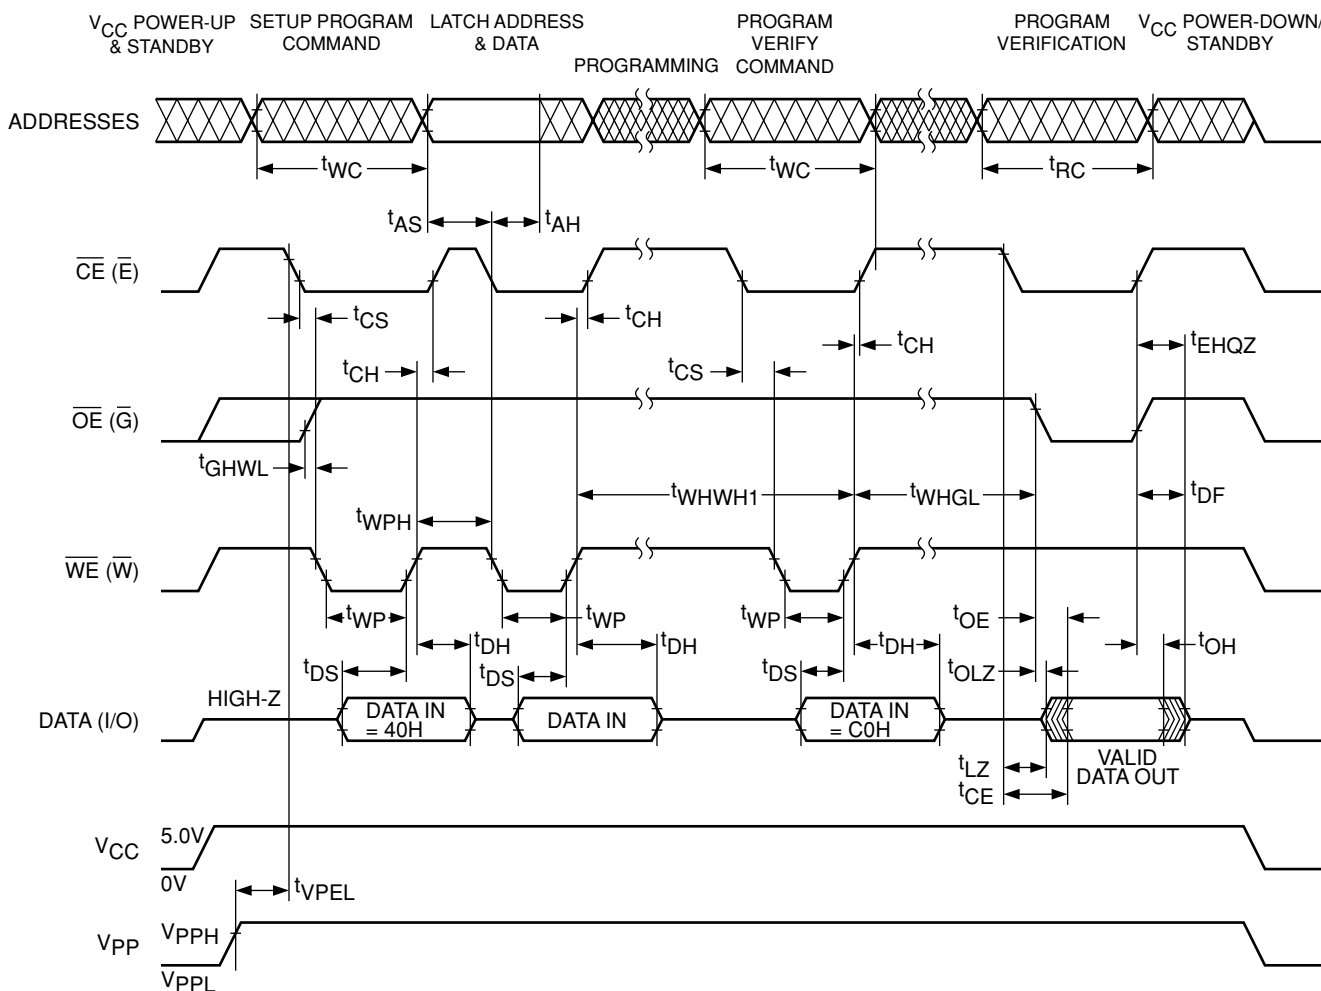 VCC POWER-UP & STANDBY
SETUP PROGRAM COMMAND
LATCH ADDRESS & DATA
PROGRAMMING
PROGRAM VERIFY COMMAND
PROGRAM VERIFICATION
VCC POWER-DOWN/ STANDBY
ADDRESSES
tWC
tWC
tRC
tAS
tAH
CE (E)
tCS
tCH
tCH
tCS
tCH
tEHQZ
OE (G)
tGHWL
tWPH
tWHWH1
tWHGL
tDF
WE (W)
tWP
tWP
tWP
tOE
tDH
tDH
tDH
tOH
tDS
tDS
tDS
tOLZ
DATA (I/O)
HIGH-Z
DATA IN = 40H
DATA IN
DATA IN = C0H
VALID DATA OUT
tLZ
tCE
VCC
5.0V
0V
tVPEL
VPP
VPPH
VPPL